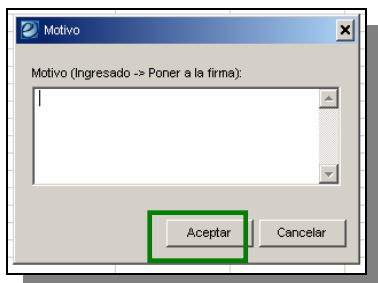 Motivo
Motivo (Ingresado -> Poner a la firma):
Aceptar
Cancelar